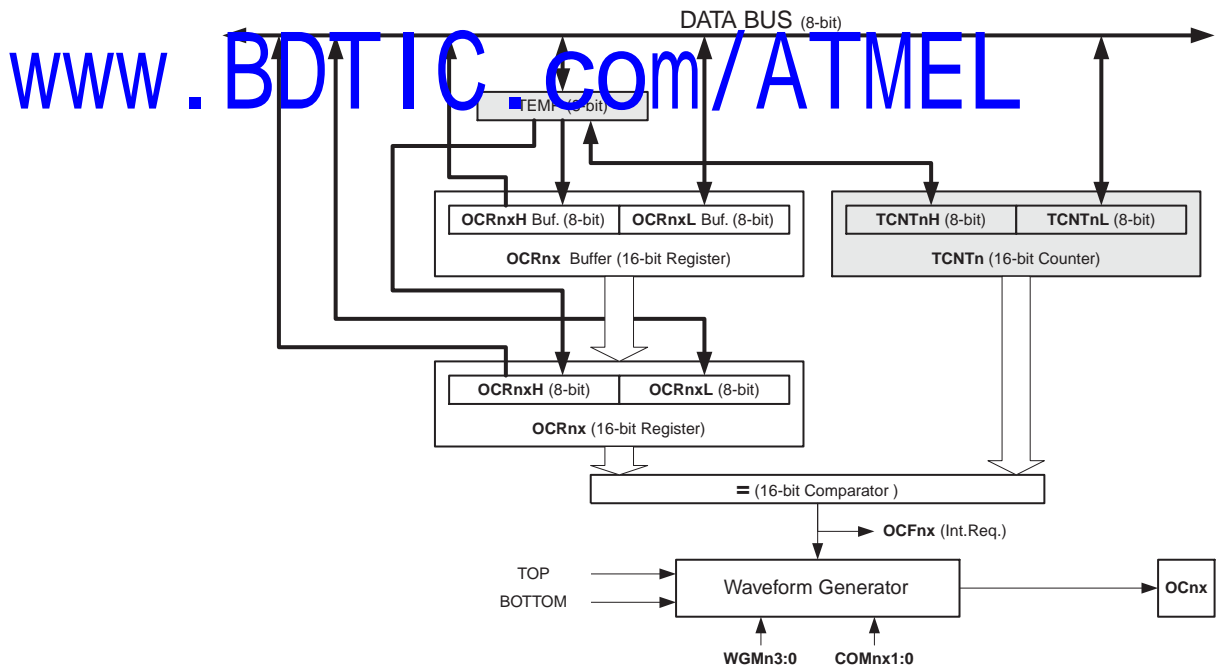 DATA BUS (8-bit)
www.BDTIC.com/ATMEL
TEMP (8-bit)
OCRnxH Buf. (8-bit) OCRnxL Buf. (8-bit)
OCRnx Buffer (16-bit Register)
TCNTnH (8-bit) TCNTnL (8-bit)
TCNTn (16-bit Counter)
OCRnxH (8-bit) OCRnxL (8-bit)
OCRnx (16-bit Register)
= (16-bit Comparator )
OCFnx (Int.Req.)
TOP
BOTTOM
Waveform Generator
OCnx
WGMn3:0 COMnx1:0